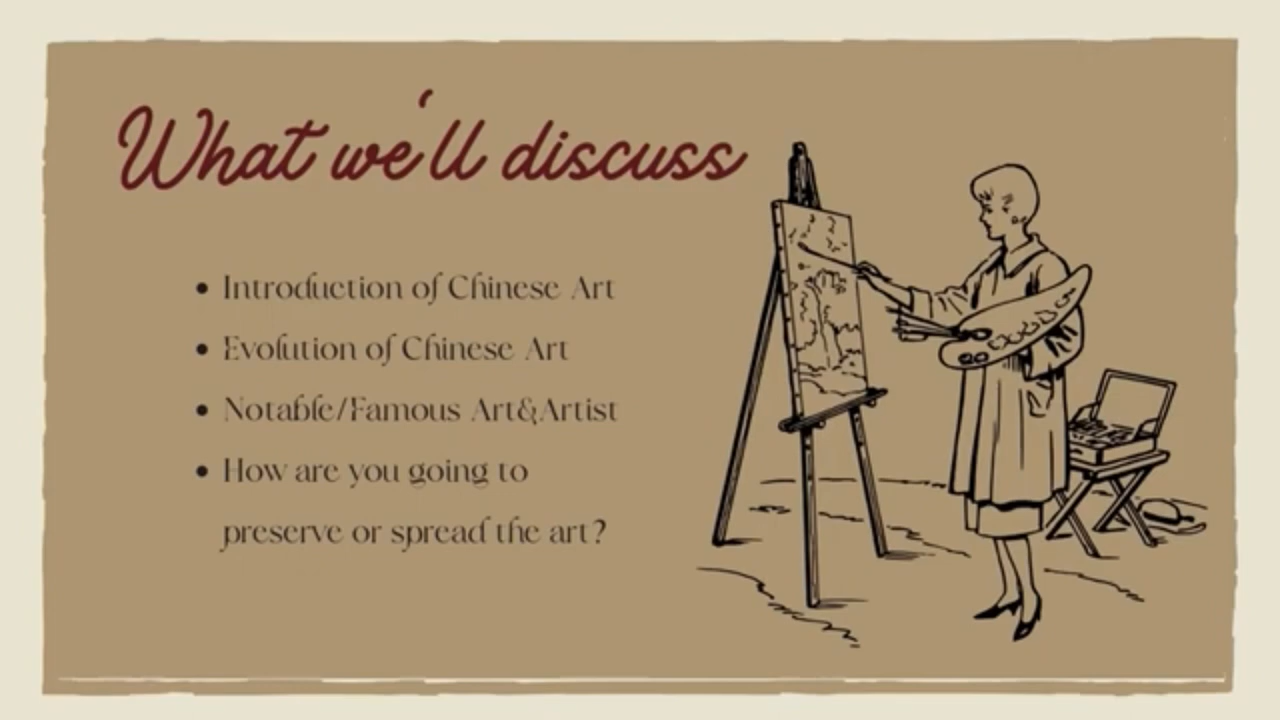 What we'll discuss
• Introduction of Chinese Art
• Evolution of Chinese Art
• Notable/Famous Art&Artist
• How are you going to
preserve or spread the art?